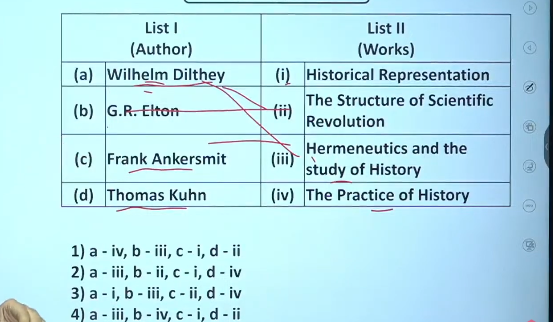 List I
(Author)
List II
(Works)
(a) Wilhelm Dilthey (i) Historical Representation
(b) G.R. Elton (ii) The Structure of Scientific
Revolution
(c) Frank Ankersmit (iii) Hermeneutics and the
study of History
(d) Thomas Kuhn (iv) The Practice of History
1) a - iv, b - iii, c - i, d - ii
2) a - iii, b - ii, c - i, d - iv
3) a - i, b - iii, c - ii, d - iv
4) a - iii, b - iv, c - i, d - ii